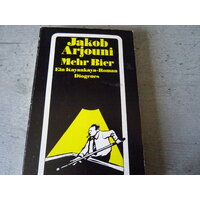 Jakob
Arjouni
Mehr Bier
Ein Kayankaya-Roman
Diogenes